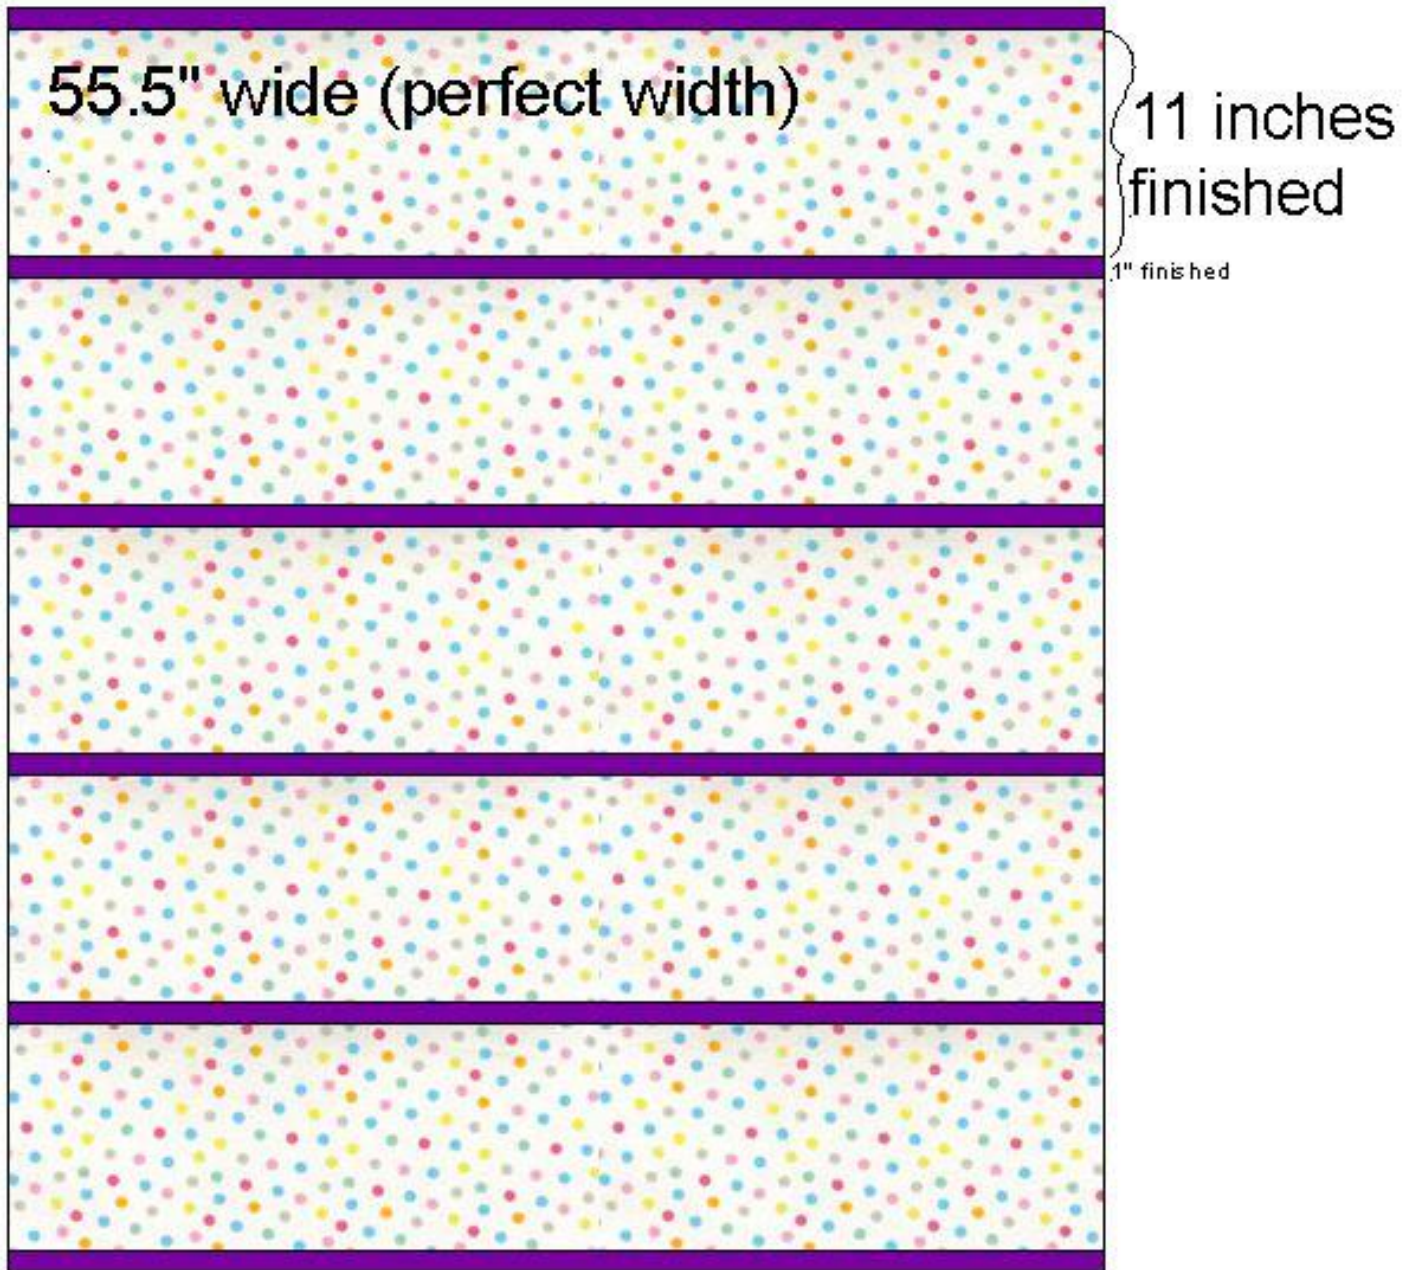 55.5" wide (perfect width)
11 inches
finished
1" finished